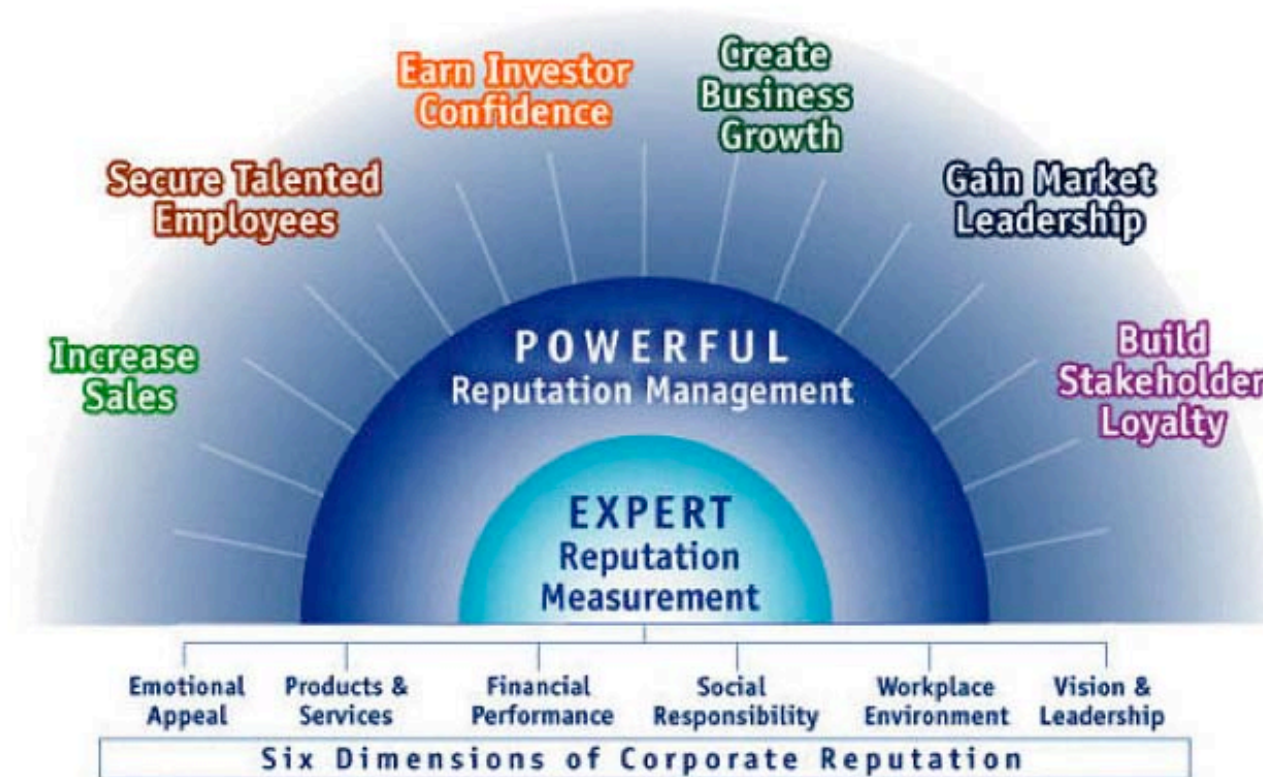 Earn Investor
Confidence
Create
Business
Growth
Secure Talented
Employees
Gain Market
Leadership
Increase
Sales
Build
Stakeholder
Loyalty
POWERFUL
Reputation Management
EXPERT
Reputation
Measurement
Emotional
Appeal
Products &
Services
Financial
Performance
Social
Responsibility
Workplace
Environment
Vision &
Leadership
Six Dimensions of Corporate Reputation